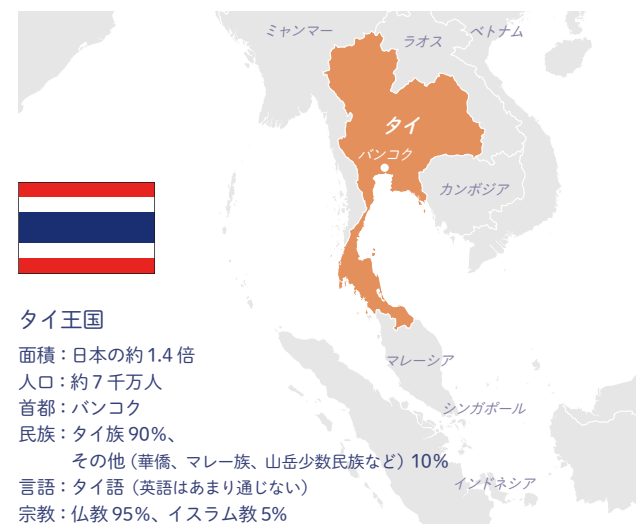 ミャンマー
ラオス
ベトナム
タイ
バンコク
カンボジア
マレーシア
シンガポール
インドネシア
タイ王国
面積：日本の約1.4倍
人口：約7千万人
首都：バンコク
民族：タイ族90%、
その他（華僑、マレー族、山岳少数民族など）10%
言語：タイ語（英語はあまり通じない）
宗教：仏教95%、イスラム教5%